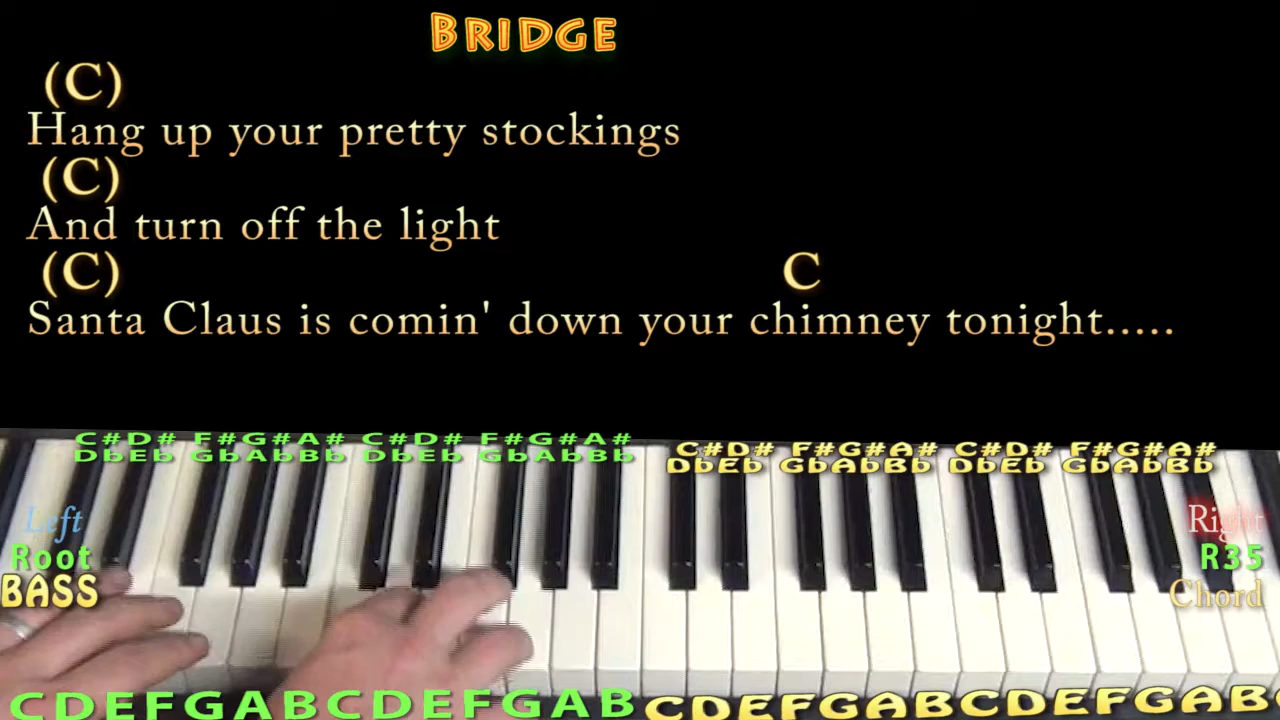 BRIDGE
(C)
Hang up your pretty stockings
(C)
And turn off the light
(C) C
Santa Claus is comin' down your chimney tonight.....
C#D# F#G#A# C#D# F#G#A# C#D# F#G#A# C#D# F#G#A#
DbEb GbAbBb DbEb GbAbBb DbEb GbAbBb DbEb GbAbBb
Left Right
Root R35
BASS Chord
CDEFGABCDEFGAB CDEFGABCDEFGAB